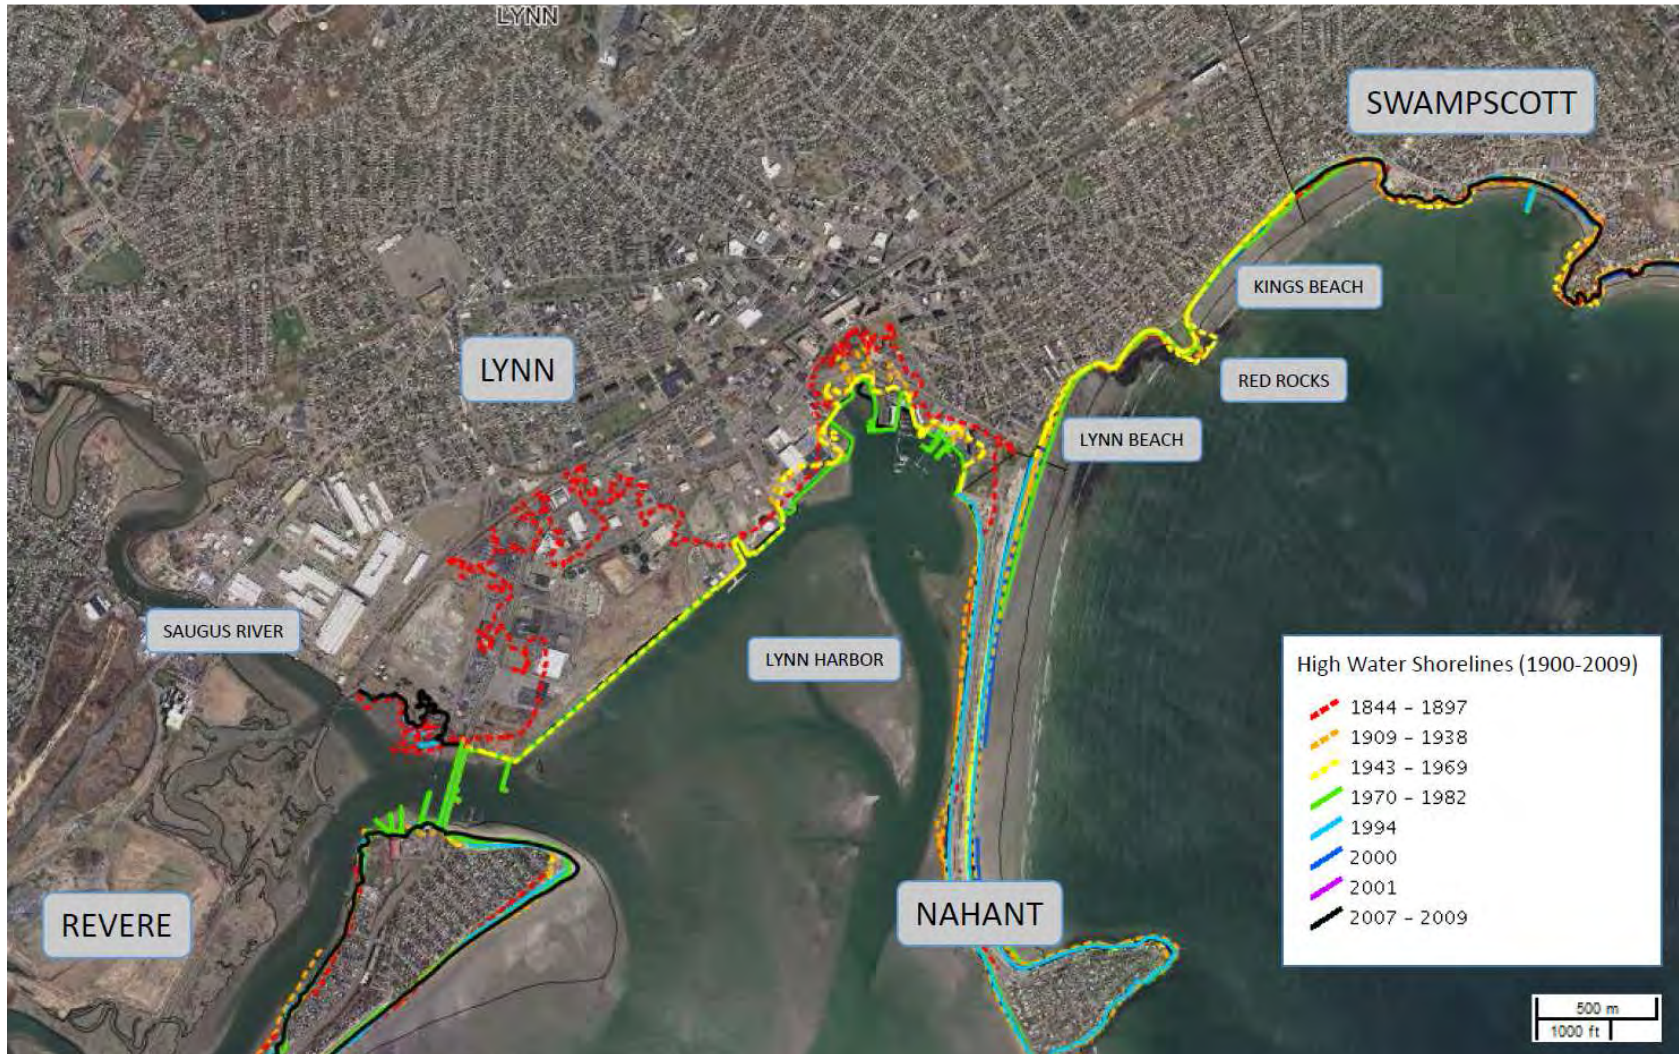 LYNN
SWAMPSCOTT
KINGS BEACH
LYNN
RED ROCKS
LYNN BEACH
SAUGUS RIVER
LYNN HARBOR
High Water Shorelines (1900-2009)
1844 – 1897
1909 – 1938
1943 – 1969
1970 – 1982
1994
2000
2001
2007 – 2009
REVERE
NAHANT
500 m
1000 ft